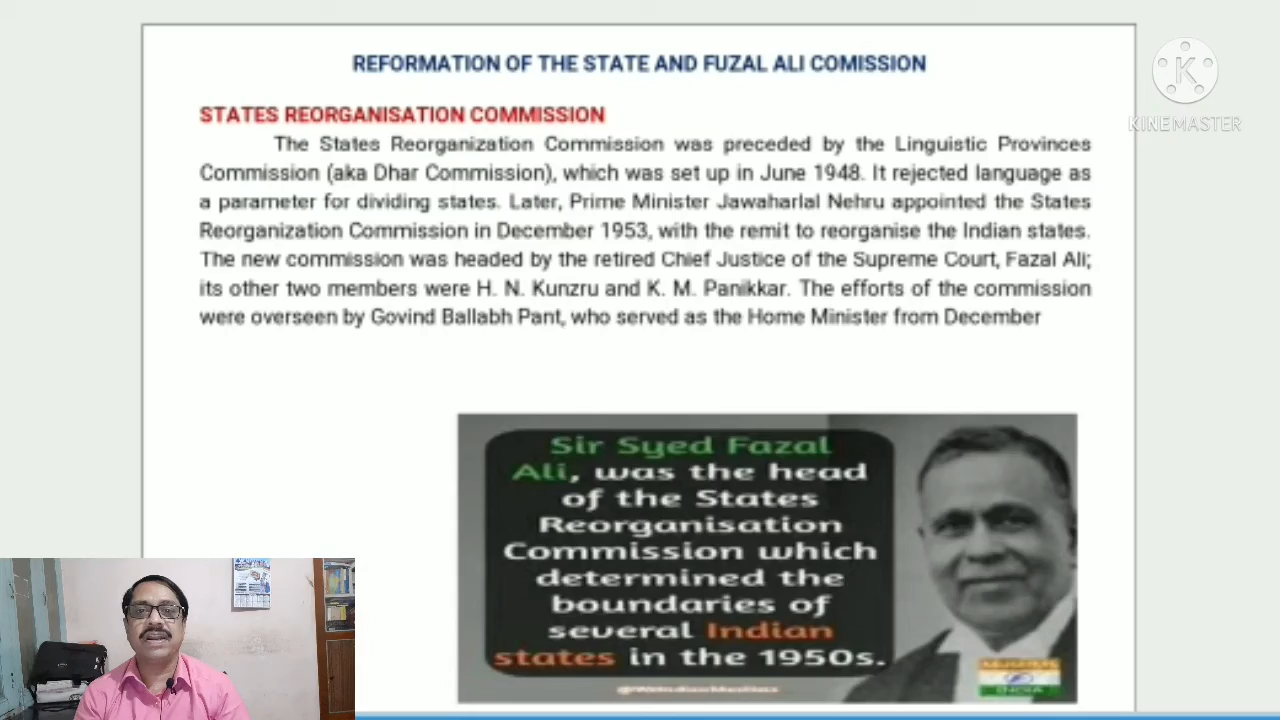 REFORMATION OF THE STATE AND FUZAL ALI COMISSION
STATES REORGANISATION COMMISSION
The States Reorganization Commission was preceded by the Linguistic Provinces
Commission (aka Dhar Commission), which was set up in June 1948. It rejected language as
a parameter for dividing states. Later, Prime Minister Jawaharlal Nehru appointed the States
Reorganization Commission in December 1953, with the remit to reorganise the Indian states.
The new commission was headed by the retired Chief Justice of the Supreme Court, Fazal Ali;
its other two members were H. N. Kunzru and K. M. Panikkar. The efforts of the commission
were overseen by Govind Ballabh Pant, who served as the Home Minister from December
K
KINEMASTER
Sir Syed Fazal
Ali, was the head
of the States
Reorganisation
Commission which
determined the
boundaries of
several Indian
states in the 1950s.
INDIA